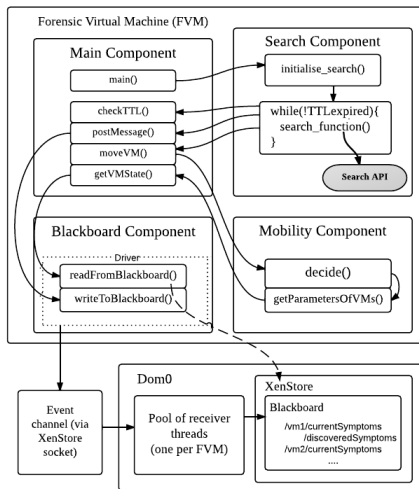 Forensic Virtual Machine (FVM)
Main Component
main()
checkTTL()
postMessage()
moveVM()
getVMState()
Search Component
initialise_search()
while(!TTLexpired){
search_function()
}
Search API
Blackboard Component
Driver
readFromBlackboard()
writeToBlackboard()
Mobility Component
decide()
getParametersOfVMs()
Event
channel (via
XenStore
socket)
Dom0
Pool of receiver
threads
(one per FVM)
XenStore
Blackboard
/vm1/currentSymptoms
/discoveredSymptoms
/vm2/currentSymptoms
....